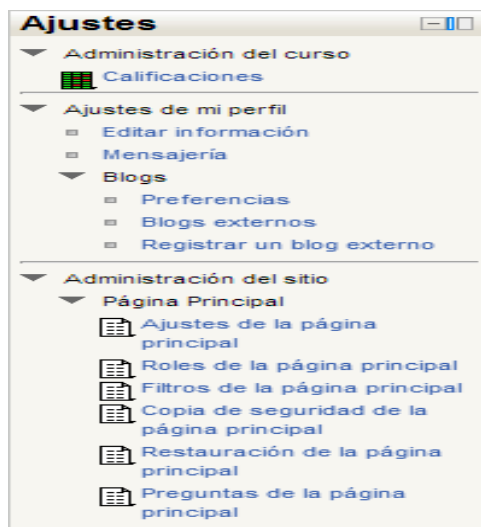 Ajustes
Administración del curso
Calificaciones
Ajustes de mi perfil
Editar información
Mensajería
Blogs
Preferencias
Blogs externos
Registrar un blog externo
Administración del sitio
Página Principal
Ajustes de la página
principal
Roles de la página principal
Filtros de la página principal
Copia de seguridad de la
página principal
Restauración de la página
principal
Preguntas de la página
principal